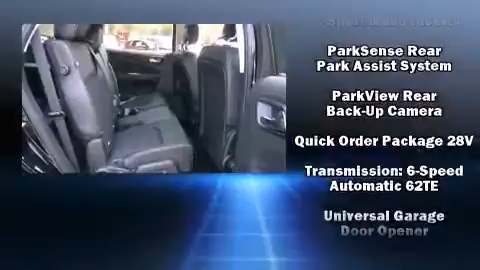 ParkSense Rear
Park Assist System
ParkView Rear
Back-Up Camera
Quick Order Package 28V
Transmission: 6-Speed
Automatic 62TE
Universal Garage
Door Opener